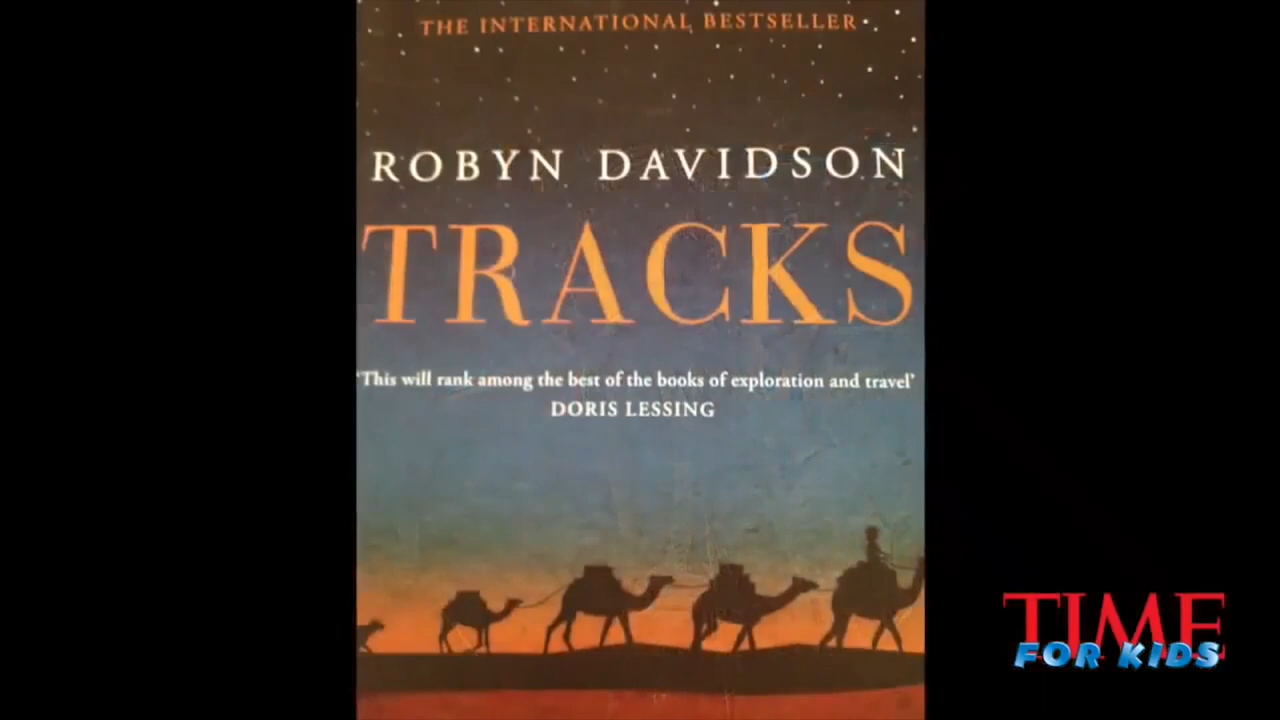 THE INTERNATIONAL BESTSELLER
ROBYN DAVIDSON
TRACKS
'This will rank among the best of the books of exploration and travel'
DORIS LESSING
TIME
FOR KIDS